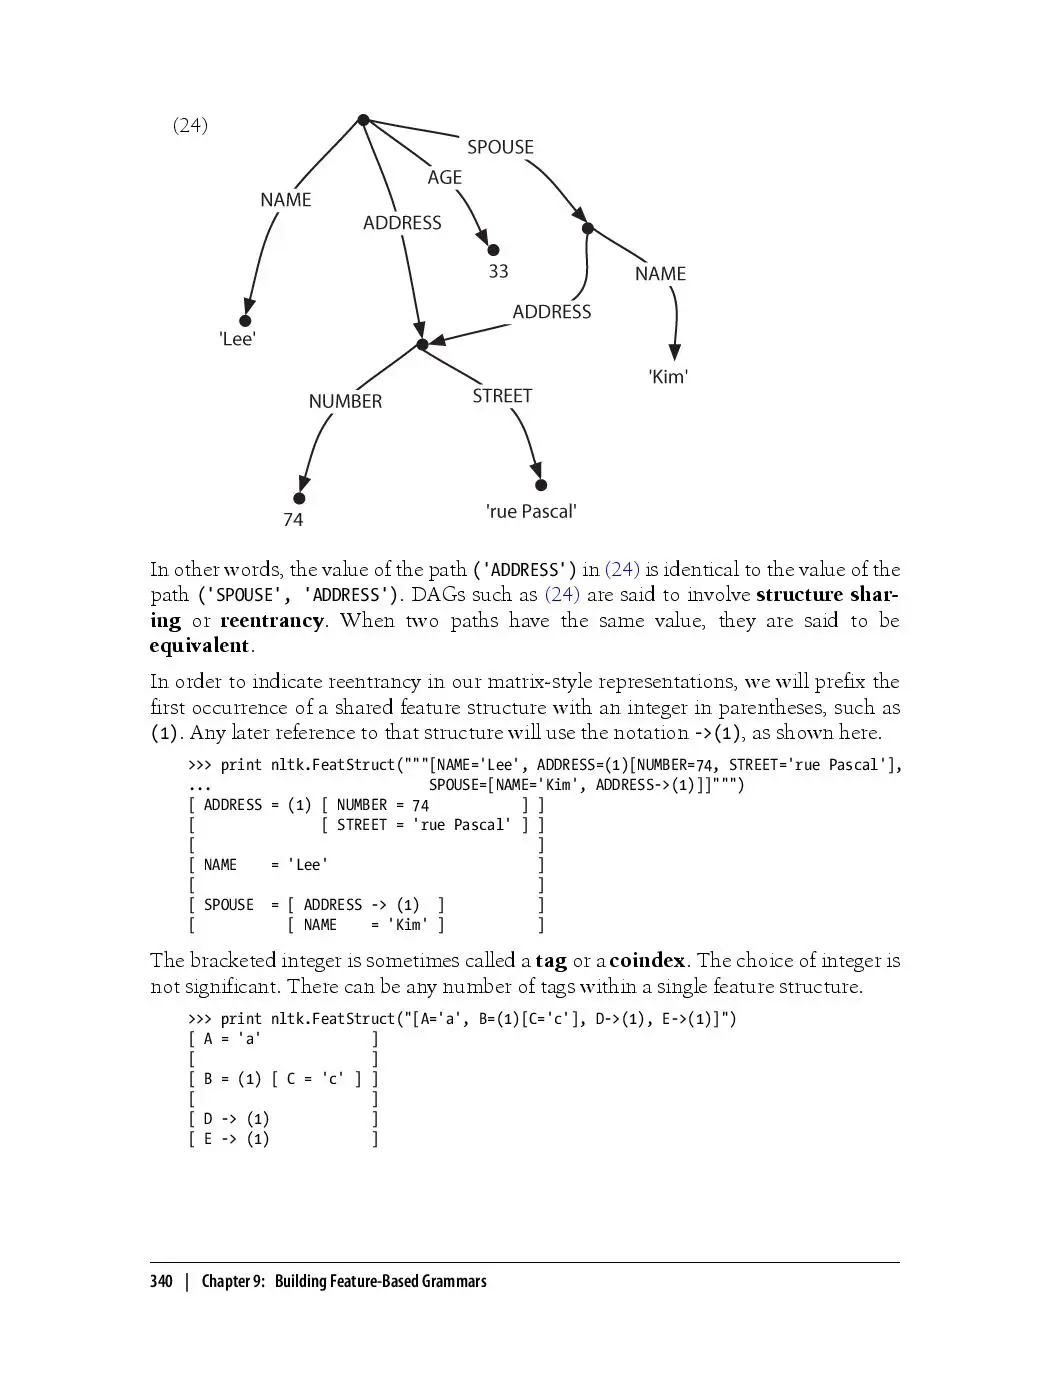 (24)
SPOUSE
AGE
NAME
ADDRESS
33
NAME
ADDRESS
'Lee'
'Kim'
NUMBER
STREET
74
'rue Pascal'
In other words, the value of the path ('ADDRESS') in (24) is identical to the value of the
path ('SPOUSE', 'ADDRESS'). DAGs such as (24) are said to involve structure shar-
ing or reentrancy. When two paths have the same value, they are said to be
equivalent.
In order to indicate reentrancy in our matrix-style representations, we will prefix the
first occurrence of a shared feature structure with an integer in parentheses, such as
(1). Any later reference to that structure will use the notation ->(1), as shown here.
>>> print nltk.FeatStruct("""[NAME='Lee', ADDRESS=(1)[NUMBER=74, STREET='rue Pascal'],
...                          SPOUSE=[NAME='Kim', ADDRESS->(1)]]""")
[ ADDRESS = (1) [ NUMBER = 74           ] ]
[               [ STREET = 'rue Pascal' ] ]
[                                         ]
[ NAME    = 'Lee'                         ]
[                                         ]
[ SPOUSE  = [ ADDRESS -> (1)  ]           ]
[           [ NAME    = 'Kim' ]           ]
The bracketed integer is sometimes called a tag or a coindex. The choice of integer is
not significant. There can be any number of tags within a single feature structure.
>>> print nltk.FeatStruct("[A='a', B=(1)[C='c'], D->(1), E->(1)]")
[ A = 'a'             ]
[                     ]
[ B = (1) [ C = 'c' ] ]
[                     ]
[ D -> (1)            ]
[ E -> (1)            ]
340 | Chapter 9: Building Feature-Based Grammars